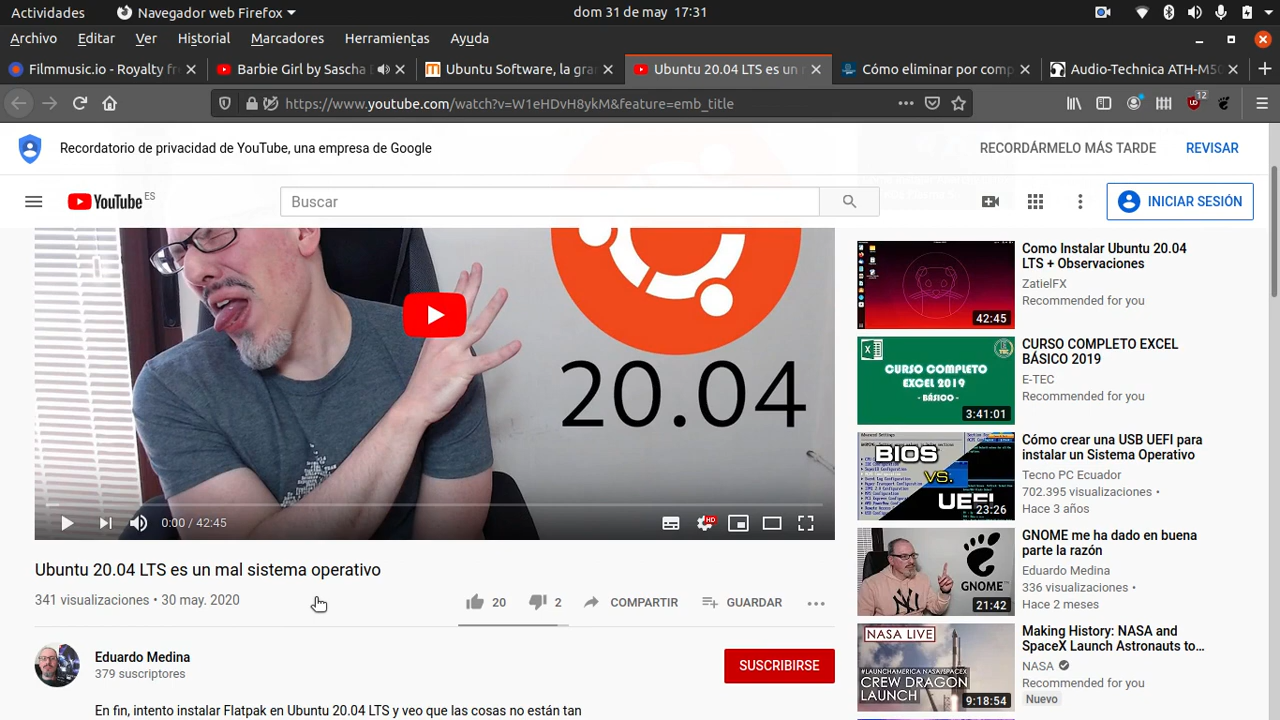 Actividades
Navegador web Firefox
dom 31 de may 17:31
Archivo Editar Ver Historial Marcadores Herramientas Ayuda
Filmmusic.io - Royalty fr
Barbie Girl by Sascha
Ubuntu Software, la gra
Ubuntu 20.04 LTS es un
Cómo eliminar por comp
Audio-Technica ATH-M50
https://www.youtube.com/watch?v=W1eHDvH8ykM&feature=emb_title
12
Recordatorio de privacidad de YouTube, una empresa de Google
RECORDÁRMELO MÁS TARDE
REVISAR
YouTube ES
Buscar
INICIAR SESIÓN
20.04
0:00 / 42:45
HD
Ubuntu 20.04 LTS es un mal sistema operativo
341 visualizaciones • 30 may. 2020
20
2
COMPARTIR
GUARDAR
Eduardo Medina
379 suscriptores
SUSCRIBIRSE
En fin, intento instalar Flatpak en Ubuntu 20.04 LTS y veo que las cosas no están tan
42:45
Como Instalar Ubuntu 20.04
LTS + Observaciones
ZatielFX
Recommended for you
CURSO COMPLETO
EXCEL 2019
- BÁSICO -
3:41:01
CURSO COMPLETO EXCEL
BÁSICO 2019
E-TEC
Recommended for you
BIOS
VS.
UEFI
23:26
Cómo crear una USB UEFI para
instalar un Sistema Operativo
Tecno PC Ecuador
702.395 visualizaciones •
Hace 3 años
GNOME
21:42
GNOME me ha dado en buena
parte la razón
Eduardo Medina
336 visualizaciones •
Hace 2 meses
NASA LIVE
#LAUNCHAMERICA NASA/SPACEX
CREW DRAGON
LAUNCH
9:18:54
Making History: NASA and
SpaceX Launch Astronauts to...
NASA
Recommended for you
Nuevo